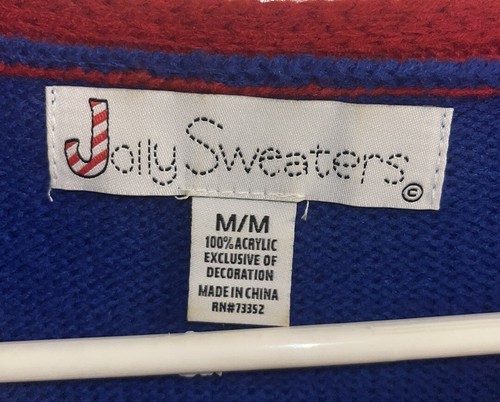 Jolly Sweaters ©
M/M
100% ACRYLIC
EXCLUSIVE OF
DECORATION
MADE IN CHINA
RN#73352